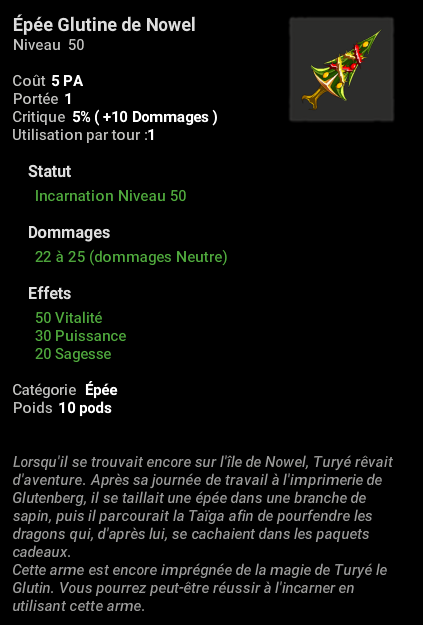 Épée Glutine de Nowel
Niveau 50
Coût 5 PA
Portée 1
Critique 5% ( +10 Dommages )
Utilisation par tour :1
Statut
Incarnation Niveau 50
Dommages
22 à 25 (dommages Neutre)
Effets
50 Vitalité
30 Puissance
20 Sagesse
Catégorie Épée
Poids 10 pods
Lorsqu'il se trouvait encore sur l'île de Nowel, Turyé rêvait
d'aventure. Après sa journée de travail à l'imprimerie de
Glutenberg, il se taillait une épée dans une branche de
sapin, puis il parcourait la Taïga afin de pourfendre les
dragons qui, d'après lui, se cachaient dans les paquets
cadeaux.
Cette arme est encore imprégnée de la magie de Turyé le
Glutin. Vous pourrez peut-être réussir à l'incarner en
utilisant cette arme.